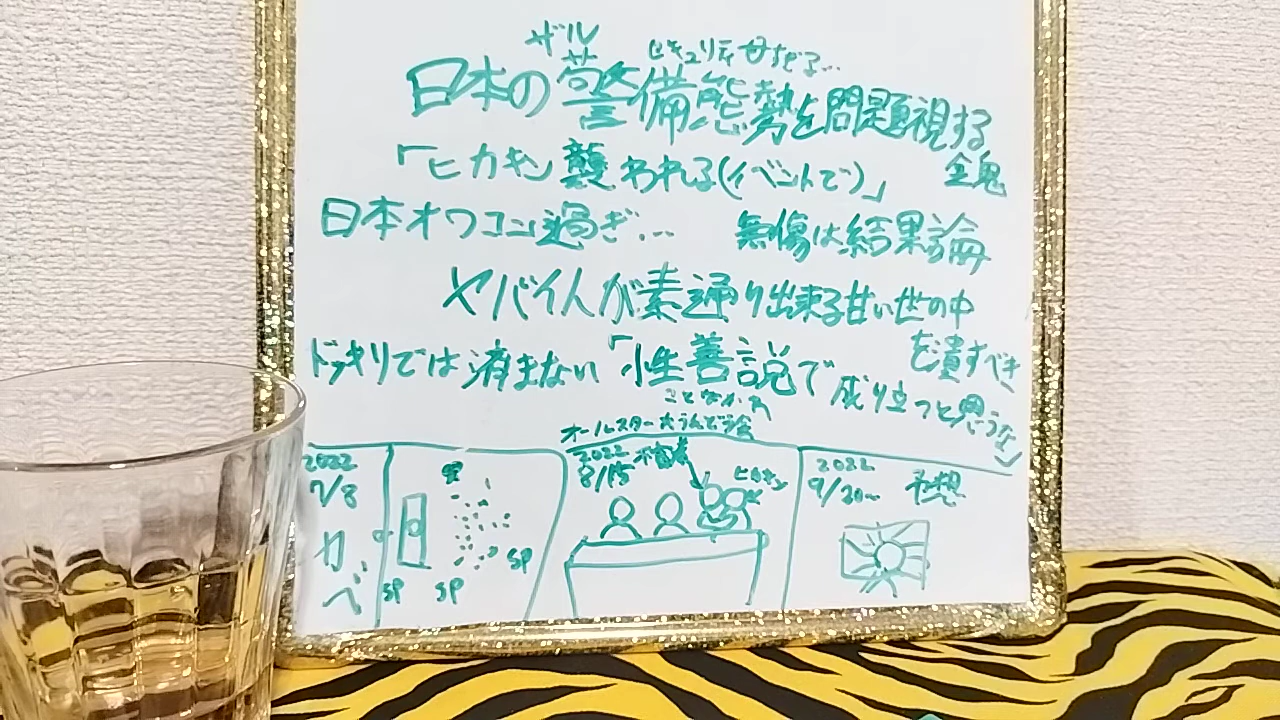 ザル セキュリティ
日本の警備態勢を問題視する
金鬼
「ヒカキン襲われる(イベントで)」
日本オワコン過ぎ… 無傷は結果論
ヤバイ人が素通り出来る甘い世の中
を潰すべき
ドッキリでは済まない「性善説で成り立つと思うな」
ことなかれ
オールスター大うんどう会
2022
7/8
カベ
SP
SP
SP
2022
8/15
不審者
ヒカキン
2022
9/20〜
予想